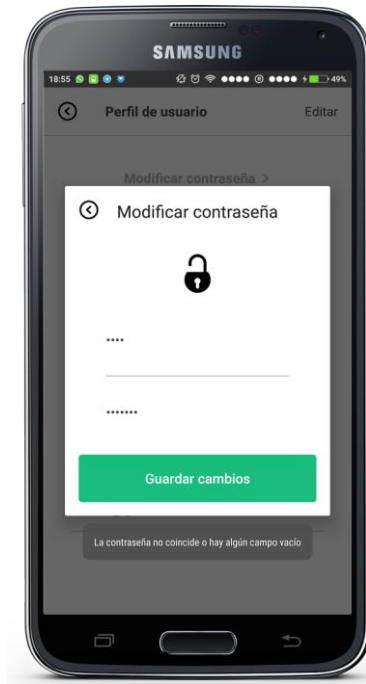 SAMSUNG
18:55 49%
Perfil de usuario Editar
Modificar contraseña >
Modificar contraseña
••••
•••••••
Guardar cambios
La contraseña no coincide o hay algún campo vacío